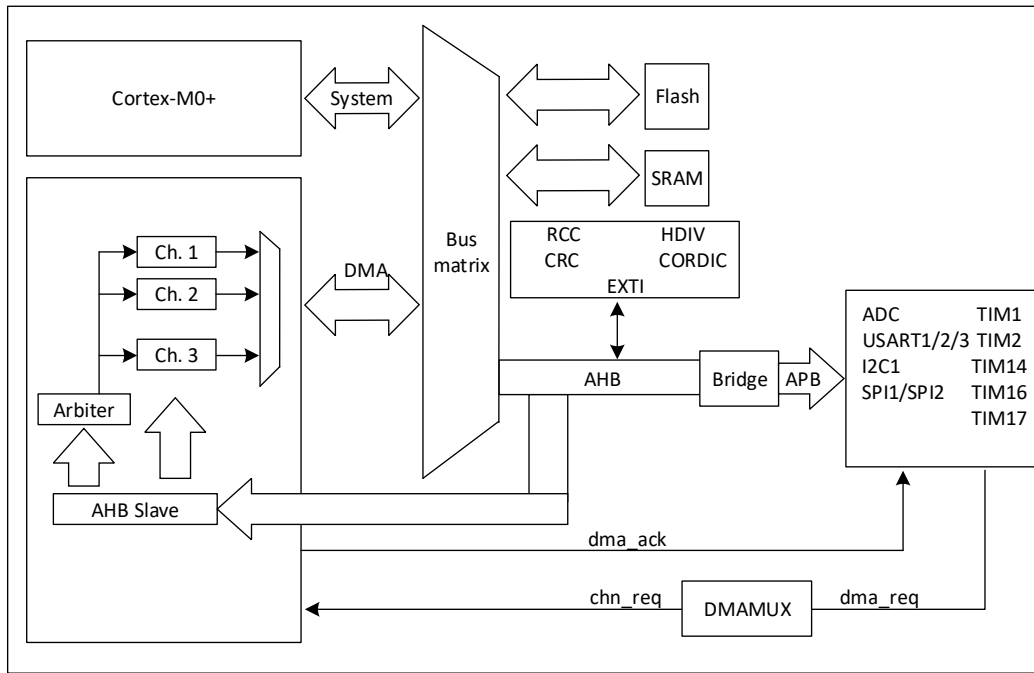 Cortex-M0+
System
Flash
SRAM
Ch. 1
Ch. 2
Ch. 3
Arbiter
AHB Slave
DMA
Bus
matrix
RCC HDIV
CRC CORDIC
EXTI
AHB
Bridge
APB
ADC TIM1
USART1/2/3 TIM2
I2C1 TIM14
SPI1/SPI2 TIM16
TIM17
dma_ack
chn_req
DMAMUX
dma_req